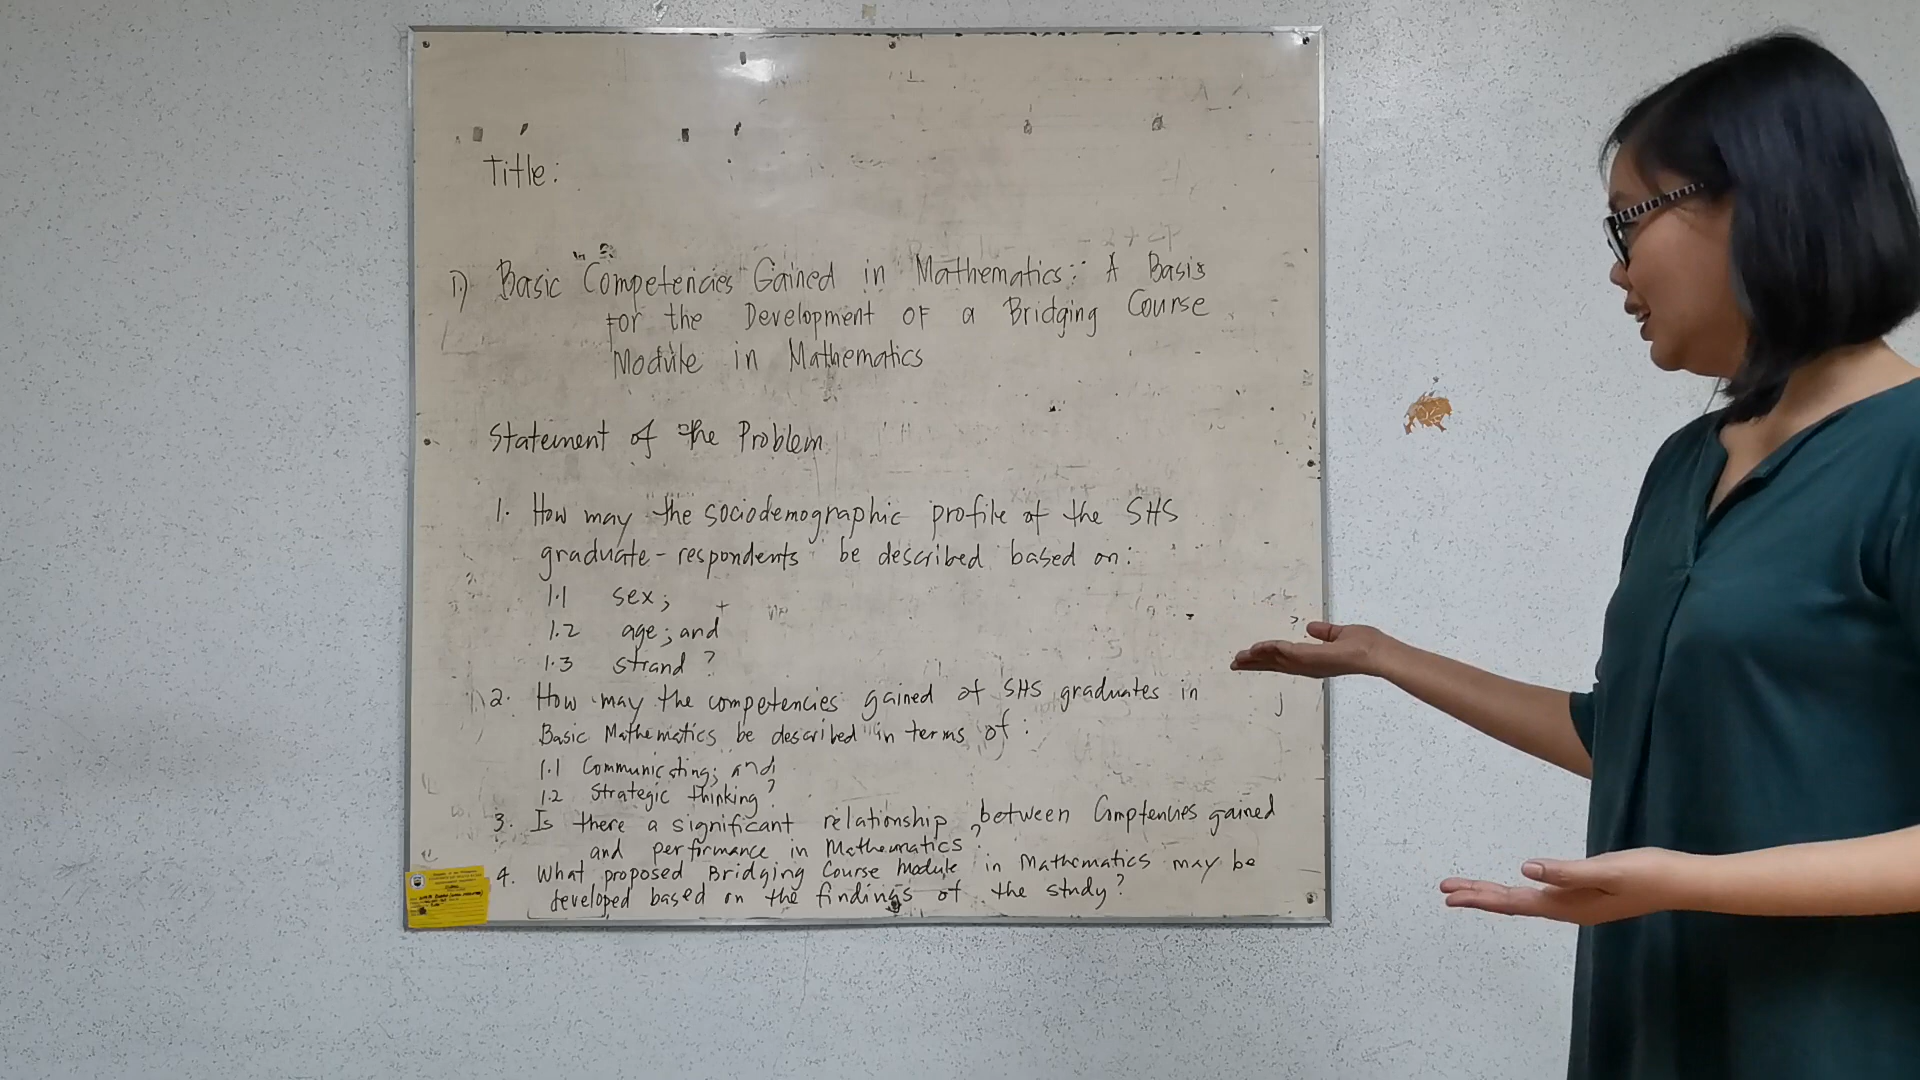 Title:
1) Basic Competencies Gained in Mathematics: A Basis
For the Development of a Bridging Course
Module in Mathematics
Statement of the Problem
1. How may the sociodemographic profile of the SHS
graduate-respondents be described based on:
1.1 sex;
1.2 age; and
1.3 strand?
2. How may the competencies gained of SHS graduates in
Basic Mathematics be described in terms of:
1.1 Communicating; and
1.2 Strategic thinking?
3. Is there a significant relationship between Comptencies gained
and performance in Mathematics?
4. What proposed Bridging Course Module in Mathematics may be
developed based on the findings of the study?